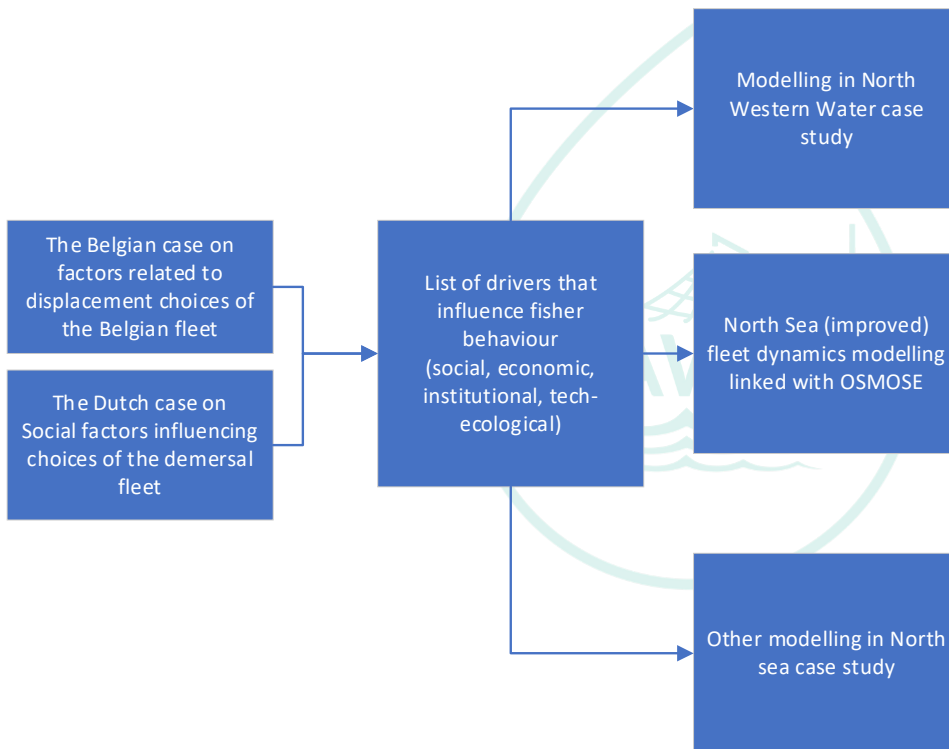 The Belgian case on
factors related to
displacement choices of
the Belgian fleet
The Dutch case on
Social factors influencing
choices of the demersal
fleet
List of drivers that
influence fisher
behaviour
(social, economic,
institutional, tech-
ecological)
Modelling in North
Western Water case
study
North Sea (improved)
fleet dynamics modelling
linked with OSMOSE
Other modelling in North
sea case study